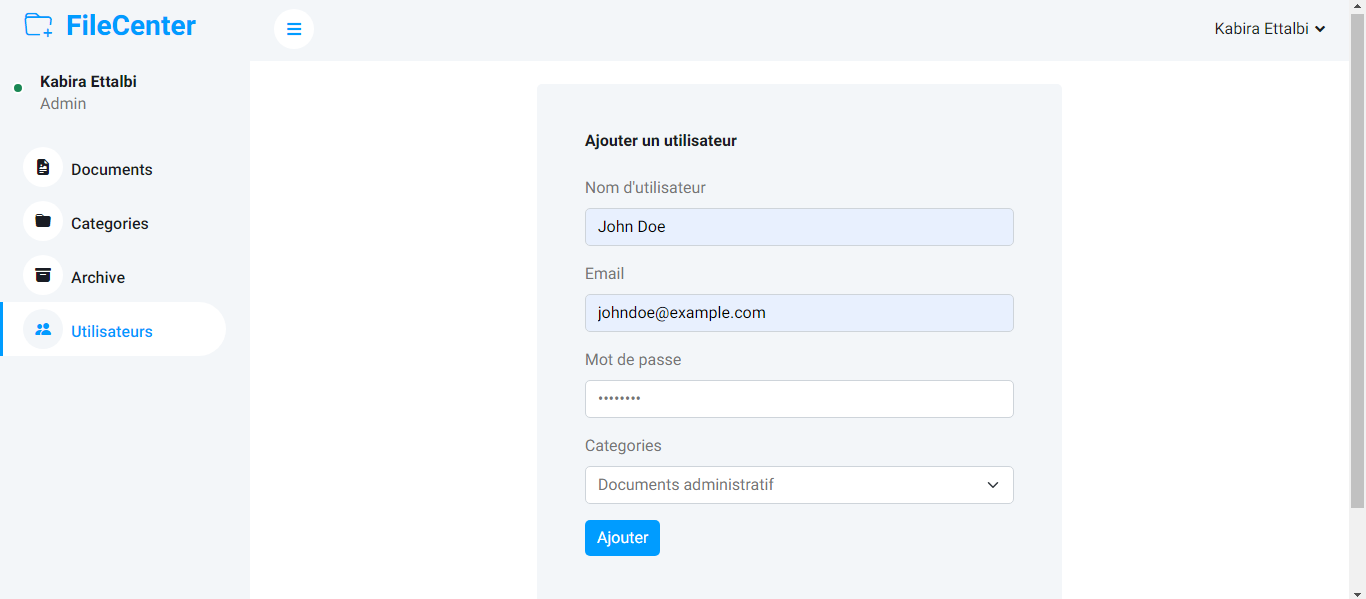 FileCenter
Kabira Ettalbi
Kabira Ettalbi
Admin
Documents
Categories
Archive
Utilisateurs
Ajouter un utilisateur
Nom d'utilisateur
John Doe
Email
johndoe@example.com
Mot de passe
••••••••
Categories
Documents administratif
Ajouter